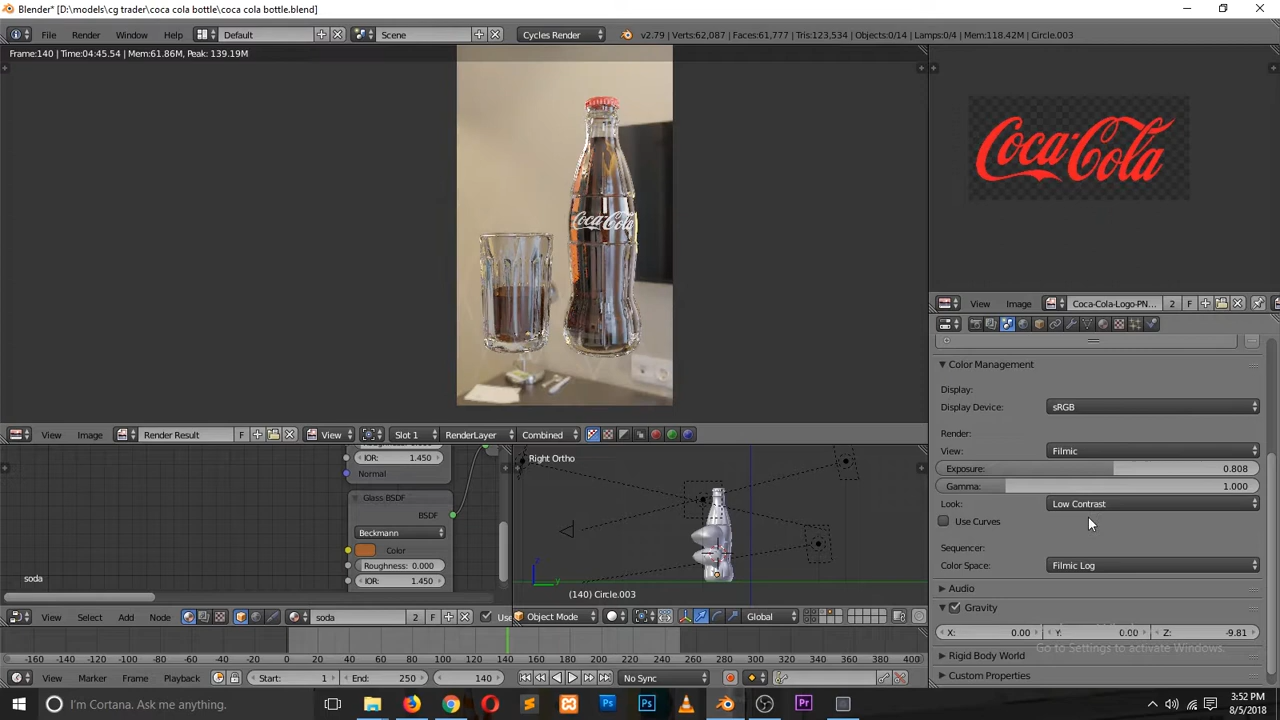 Blender* [D:\models\cg trader\coca cola bottle\coca cola bottle.blend]
File Render Window Help Default Scene Cycles Render v2.79 | Verts:62,087 | Faces:61,777 | Tris:123,534 | Objects:0/14 | Lamps:0/4 | Mem:118.42M | Circle.003
Frame:140 | Time:04:45.54 | Mem:61.86M, Peak: 139.19M
Coca-Cola
Coca-Cola
View Image Coca-Cola-Logo-PN... 2 F
Color Management
Display:
Display Device: sRGB
Render:
View: Filmic
Exposure: 0.808
Gamma: 1.000
Look: Low Contrast
Use Curves
Sequencer:
Color Space: Filmic Log
Audio
Gravity
X: 0.00 Y: 0.00 Z: -9.81
Go to Settings to activate Windows.
Rigid Body World
Custom Properties
View Image Render Result F View Slot 1 RenderLayer Combined
IOR: 1.450
Normal
Glass BSDF
BSDF
Beckmann
Color
Roughness: 0.000
IOR: 1.450
soda
Right Ortho
(140) Circle.003
View Select Add Node soda 2 F Use
Object Mode Global
-160 -140 -120 -100 -80 -60 -40 -20 0 20 40 60 80 100 120 140 160 180 200 220 240 260 280 300 320 340 360 380 400
View Marker Frame Playback Start: 1 End: 250 140 No Sync
I'm Cortana. Ask me anything.
3:52 PM
8/5/2018